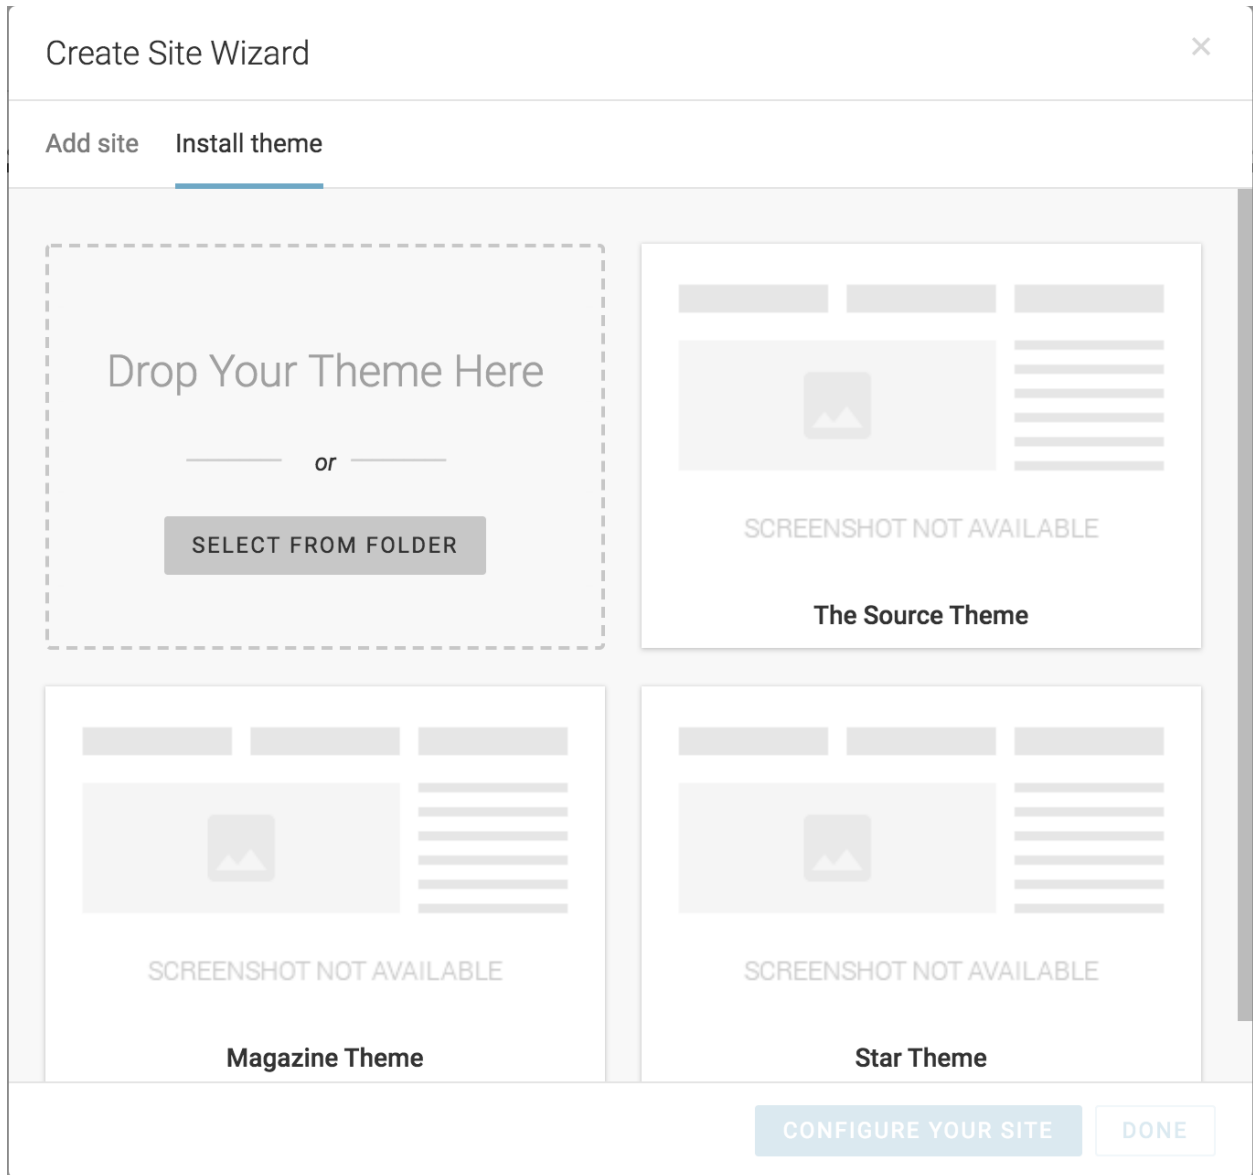 Create Site Wizard
Add site
Install theme
Drop Your Theme Here
or
SELECT FROM FOLDER
SCREENSHOT NOT AVAILABLE
The Source Theme
SCREENSHOT NOT AVAILABLE
Magazine Theme
SCREENSHOT NOT AVAILABLE
Star Theme
CONFIGURE YOUR SITE
DONE